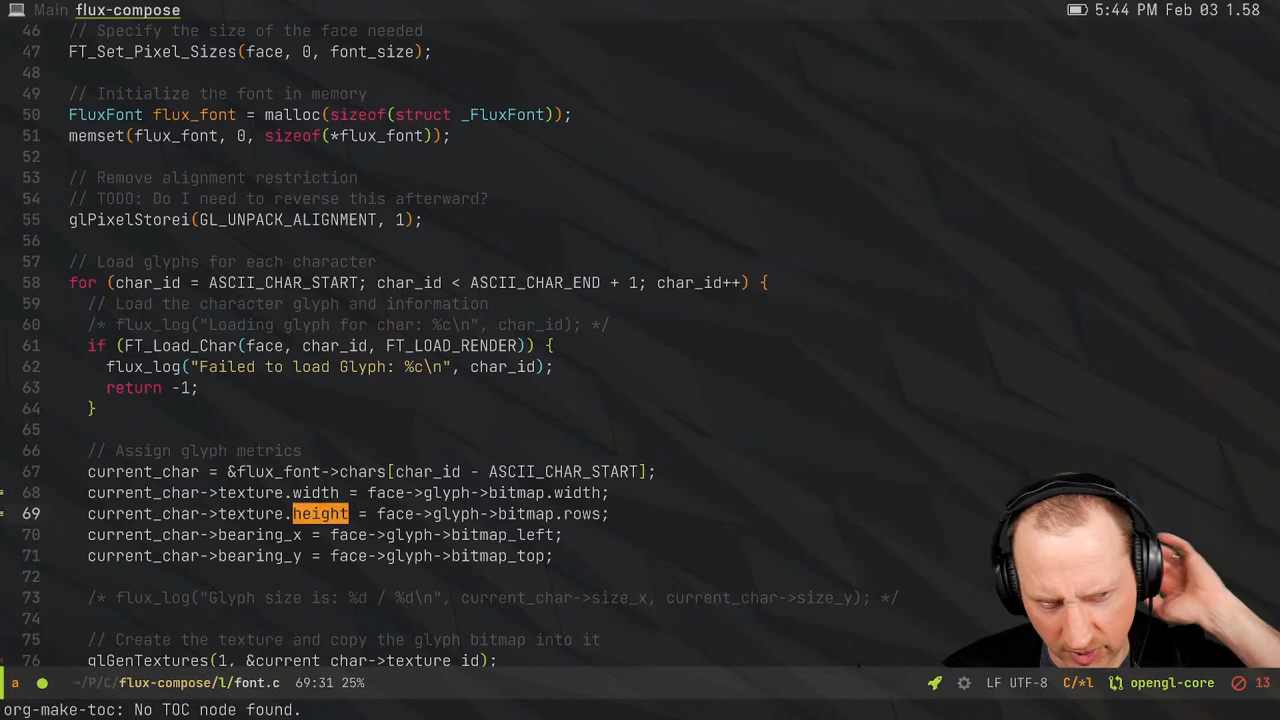 Main flux-compose
5:44 PM Feb 03 1.58
46 // Specify the size of the face needed
47 FT_Set_Pixel_Sizes(face, 0, font_size);
48
49 // Initialize the font in memory
50 FluxFont flux_font = malloc(sizeof(struct _FluxFont));
51 memset(flux_font, 0, sizeof(*flux_font));
52
53 // Remove alignment restriction
54 // TODO: Do I need to reverse this afterward?
55 glPixelStorei(GL_UNPACK_ALIGNMENT, 1);
56
57 // Load glyphs for each character
58 for (char_id = ASCII_CHAR_START; char_id < ASCII_CHAR_END + 1; char_id++) {
59 // Load the character glyph and information
60 /* flux_log("Loading glyph for char: %c\n", char_id); */
61 if (FT_Load_Char(face, char_id, FT_LOAD_RENDER)) {
62 flux_log("Failed to load Glyph: %c\n", char_id);
63 return -1;
64 }
65
66 // Assign glyph metrics
67 current_char = &flux_font->chars[char_id - ASCII_CHAR_START];
68 current_char->texture.width = face->glyph->bitmap.width;
69 current_char->texture.height = face->glyph->bitmap.rows;
70 current_char->bearing_x = face->glyph->bitmap_left;
71 current_char->bearing_y = face->glyph->bitmap_top;
72
73 /* flux_log("Glyph size is: %d / %d\n", current_char->size_x, current_char->size_y); */
74
75 // Create the texture and copy the glyph bitmap into it
76 glGenTextures(1, &current_char->texture_id);
a ~/P/C/flux-compose/l/font.c 69:31 25% LF UTF-8 C/*l opengl-core 13
org-make-toc: No TOC node found.